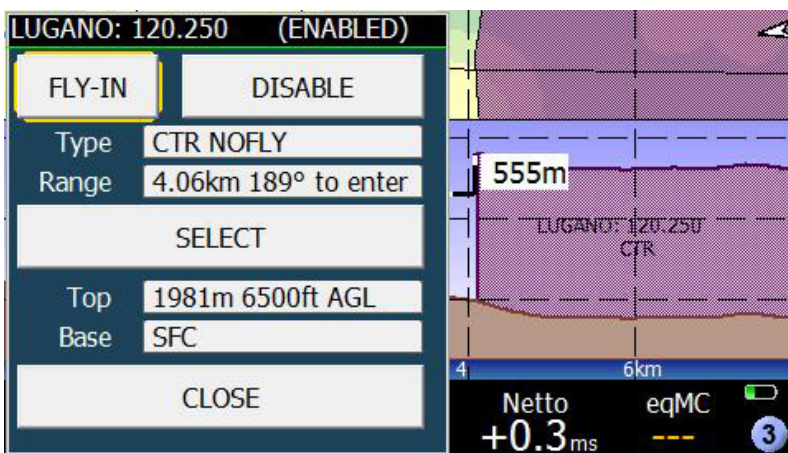 LUGANO: 120.250 (ENABLED)
FLY-IN DISABLE
Type CTR NOFLY
Range 4.06km 189° to enter
SELECT
Top 1981m 6500ft AGL
Base SFC
CLOSE
555m
LUGANO: 120.250
CTR
4 6km
Netto eqMC
+0.3ms ---
3